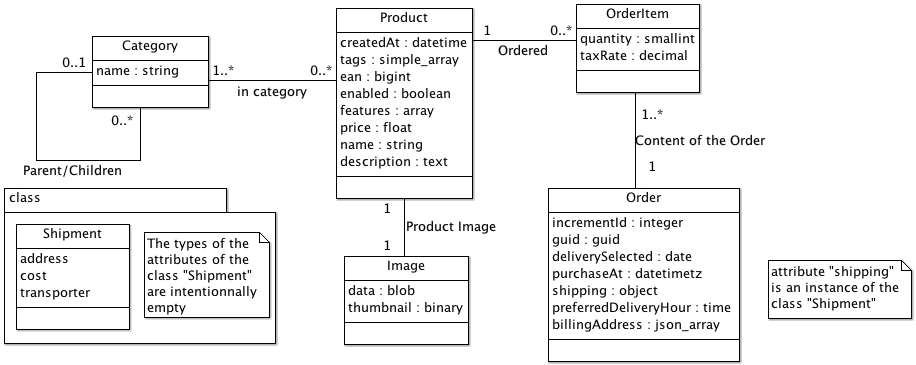 Category
name : string
0..1
0..*
Parent/Children
1..*
0..*
in category
Product
createdAt : datetime
tags : simple_array
ean : bigint
enabled : boolean
features : array
price : float
name : string
description : text
1
0..*
Ordered
OrderItem
quantity : smallint
taxRate : decimal
1..*
Content of the Order
1
Order
incrementId : integer
guid : guid
deliverySelected : date
purchaseAt : datetimetz
shipping : object
preferredDeliveryHour : time
billingAddress : json_array
1
Product Image
1
Image
data : blob
thumbnail : binary
class
Shipment
address
cost
transporter
The types of the
attributes of the
class "Shipment"
are intentionnally
empty
attribute "shipping"
is an instance of the
class "Shipment"